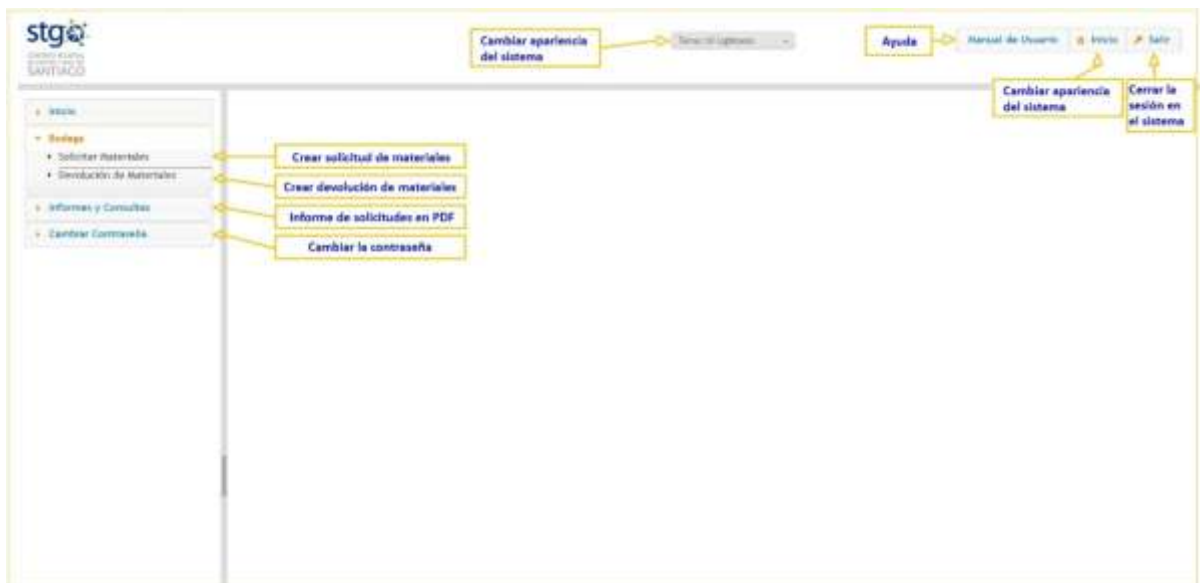 stgo
SANTIAGO
Cambiar apariencia
del sistema
Ayuda
Manual de Usuario
Inicio
Salir
Cambiar apariencia
del sistema
Cerrar la
sesión en
el sistema
Inicio
Bodega
Solicitar Materiales
Devolución de Materiales
Informes y Consultas
Cambiar Contraseña
Crear solicitud de materiales
Crear devolución de materiales
Informe de solicitudes en PDF
Cambiar la contraseña